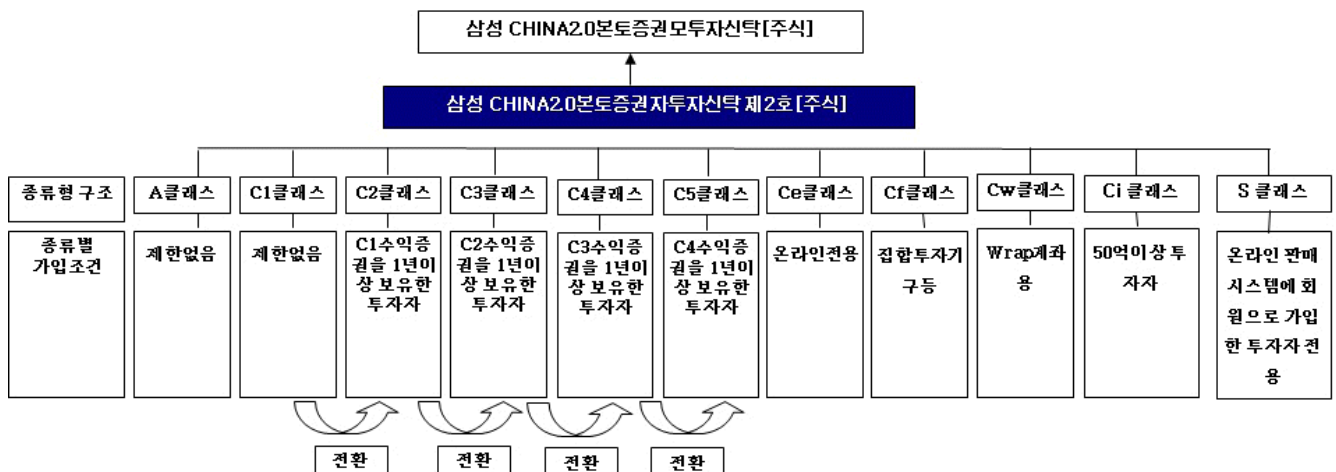 삼성 CHINA2.0본토증권모투자신탁[주식]
삼성 CHINA2.0본토증권자투자신탁 제2호[주식]
종류형 구조
A클래스
C1클래스
C2클래스
C3클래스
C4클래스
C5클래스
Ce클래스
Cf클래스
Cw클래스
Ci 클래스
S 클래스
종류별
가입조건
제한없음
제한없음
C1수익증
권을 1년이
상 보유한
투자자
C2수익증
권을 1년이
상 보유한
투자자
C3수익증
권을 1년이
상 보유한
투자자
C4수익증
권을 1년이
상 보유한
투자자
온라인전용
집합투자기
구등
Wrap계좌
용
50억이상 투
자자
온라인 판매
시스템에 회
원으로 가입
한 투자자 전
용
전환
전환
전환
전환